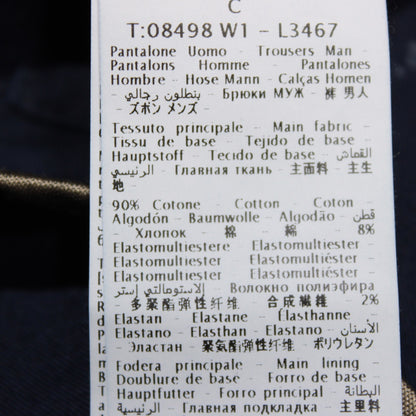 C
T:08498 W1 – L3467
Pantalone Uomo - Trousers Man -
Pantalons Homme - Pantalones
Hombre - Hose Mann - Calças Homen
- بنطلون رجالي - Брюки МУЖ - 裤 男人
- ズボン メンズ -
Tessuto principale - Main fabric -
Tissu de base - Tejido de base -
Hauptstoff - Tecido de base - القماش
الرئيسي - Главная ткань - 主面料 - 主生
地 -
90% Cotone - Cotton - Coton -
Algodón - Baumwolle - Algodão - قطن
- Хлопок - 棉 - 綿 - 8%
Elastomultiestere Elastomultiester
Elastomultiester Elastomultiéster
Elastomultiester Elastomultiéster
الإستومالتي إستر - Волокно полиэфира
- 多聚酯弹性纤维 - 合成繊維 - 2%
Elastan - Elastane - Élasthanne -
Elastano - Elasthan - Elastano - الأستان
- Эластан - 聚氨酯弹性纤维 - ポリウレタン
Fodera principale - Main lining -
Doublure de base - Forro de base -
Hauptfutter - Forro principal - البطانة
الرئيسية - Главная подкладка - 主里料